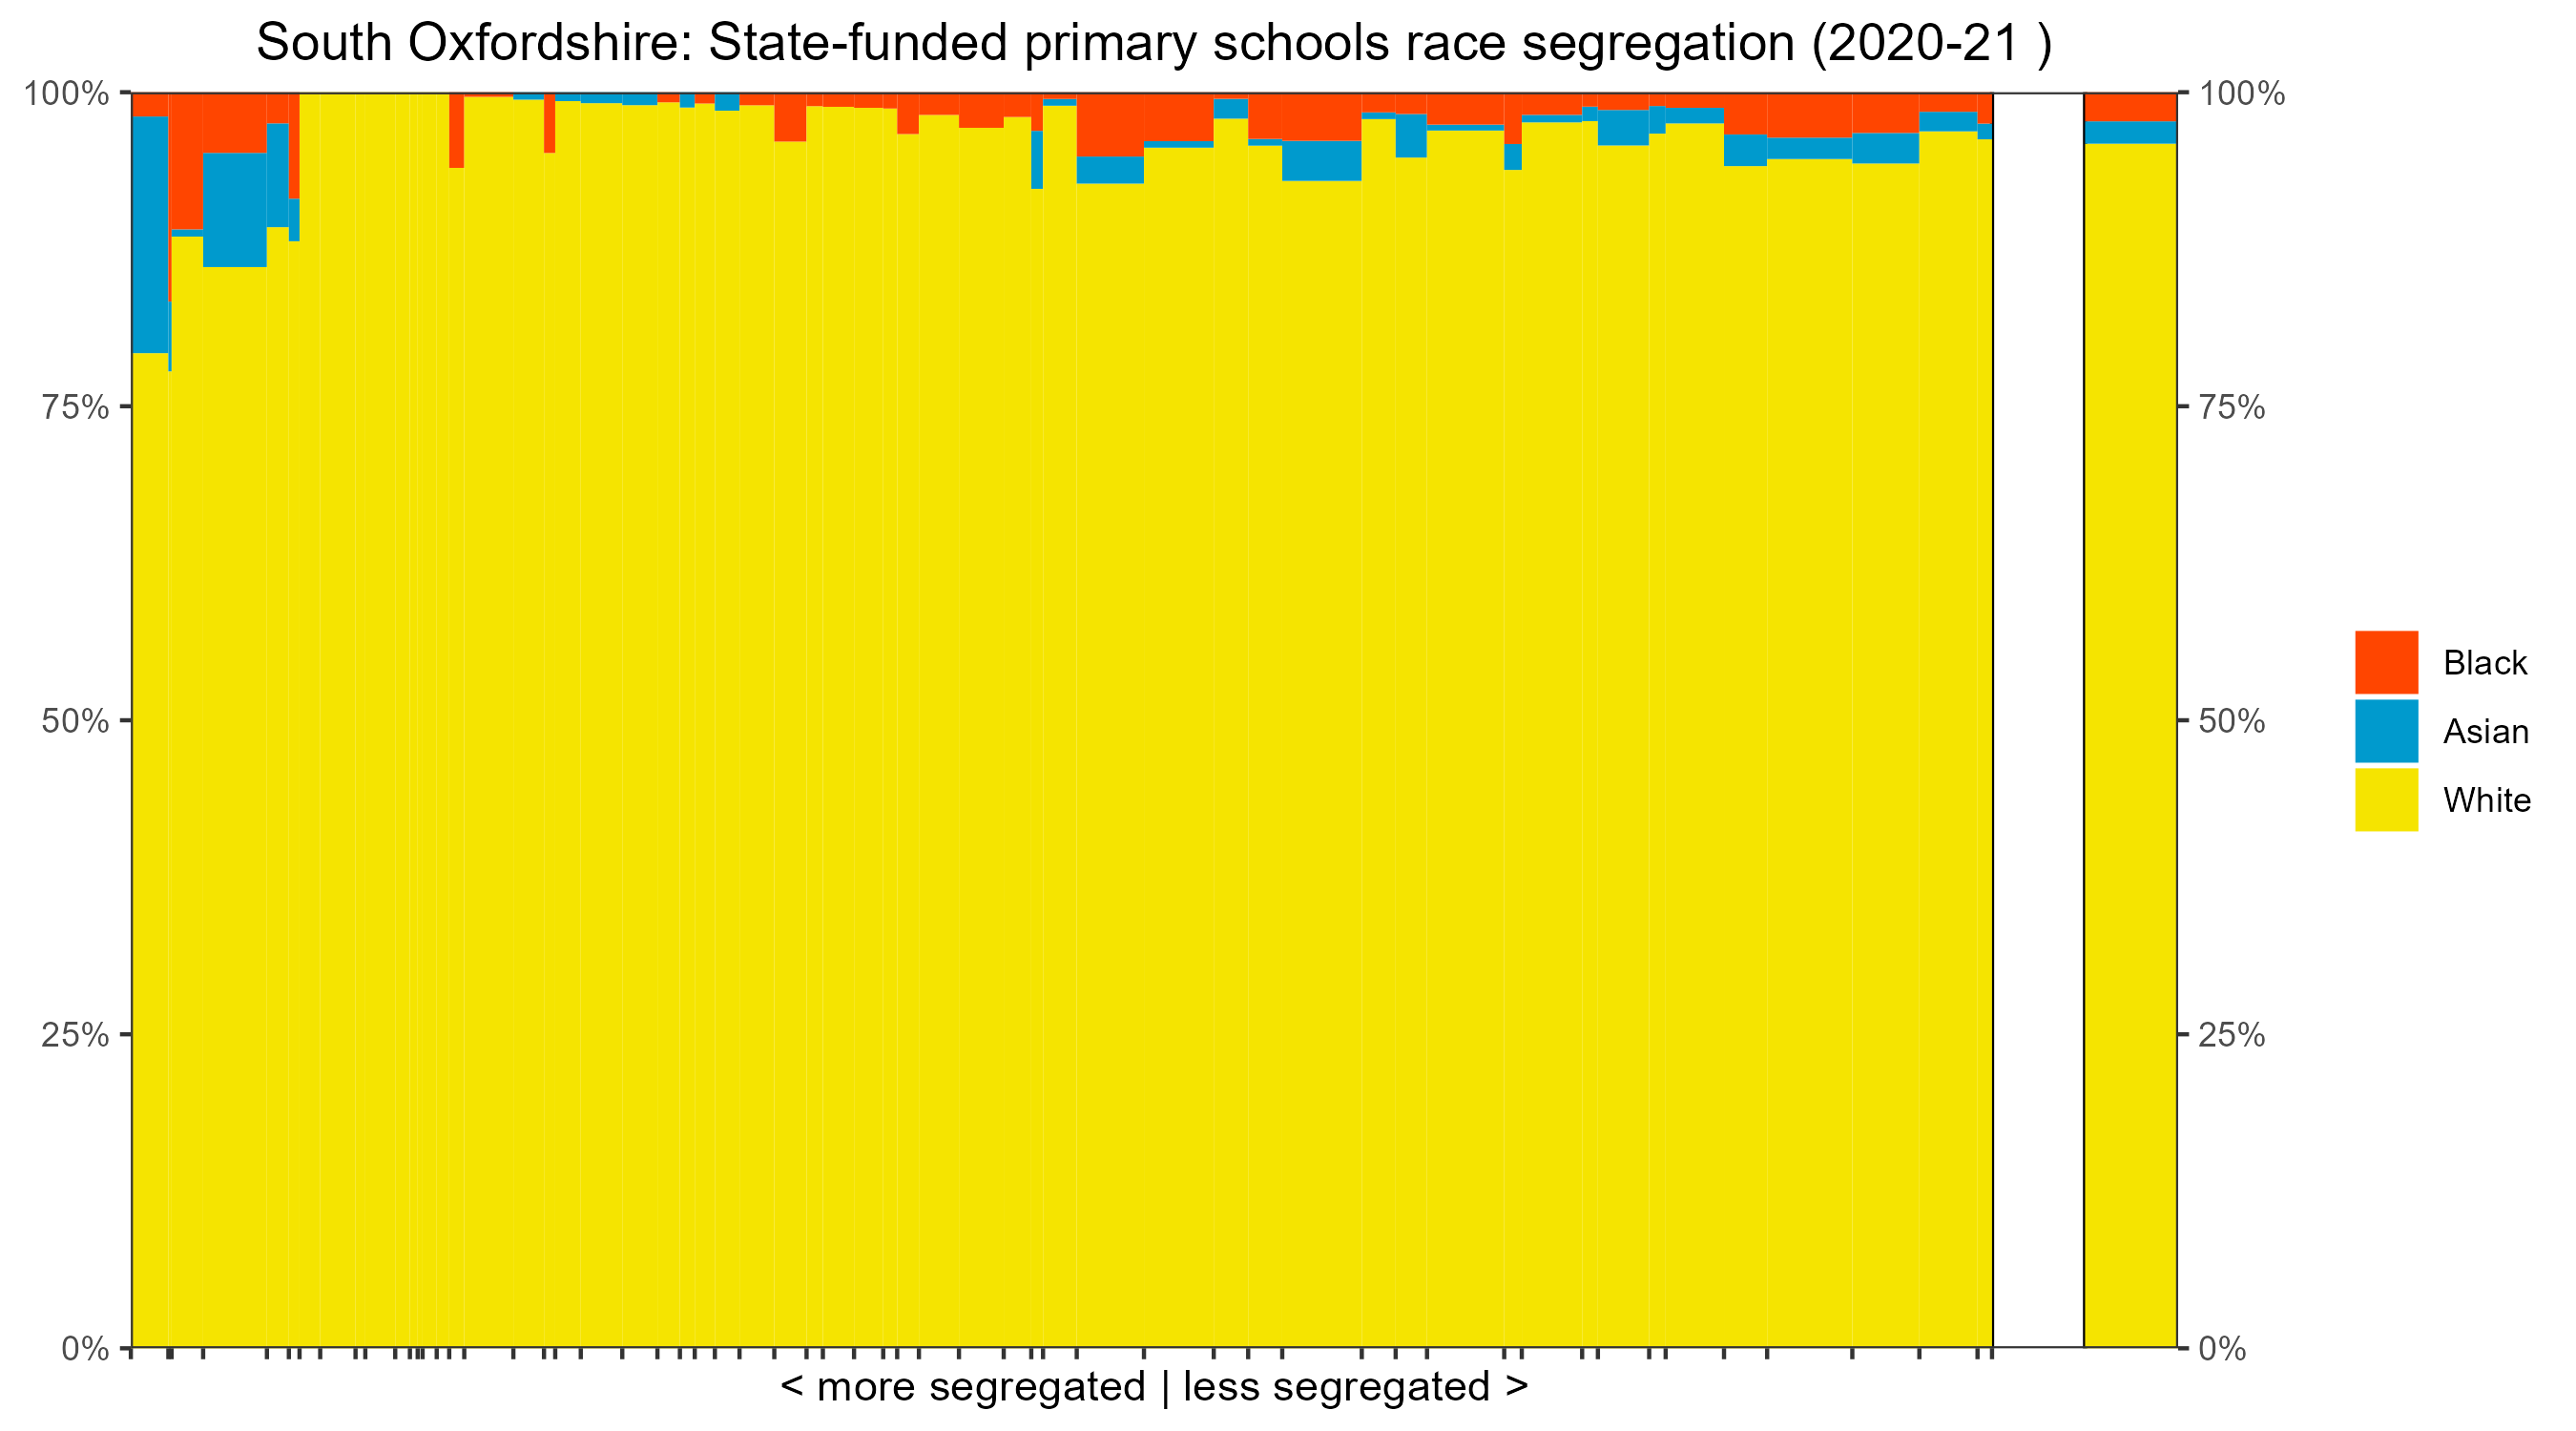 South Oxfordshire: State-funded primary schools race segregation (2020-21 )
100%
75%
50%
25%
0%
100%
75%
50%
25%
0%
Black
Asian
White
< more segregated | less segregated >